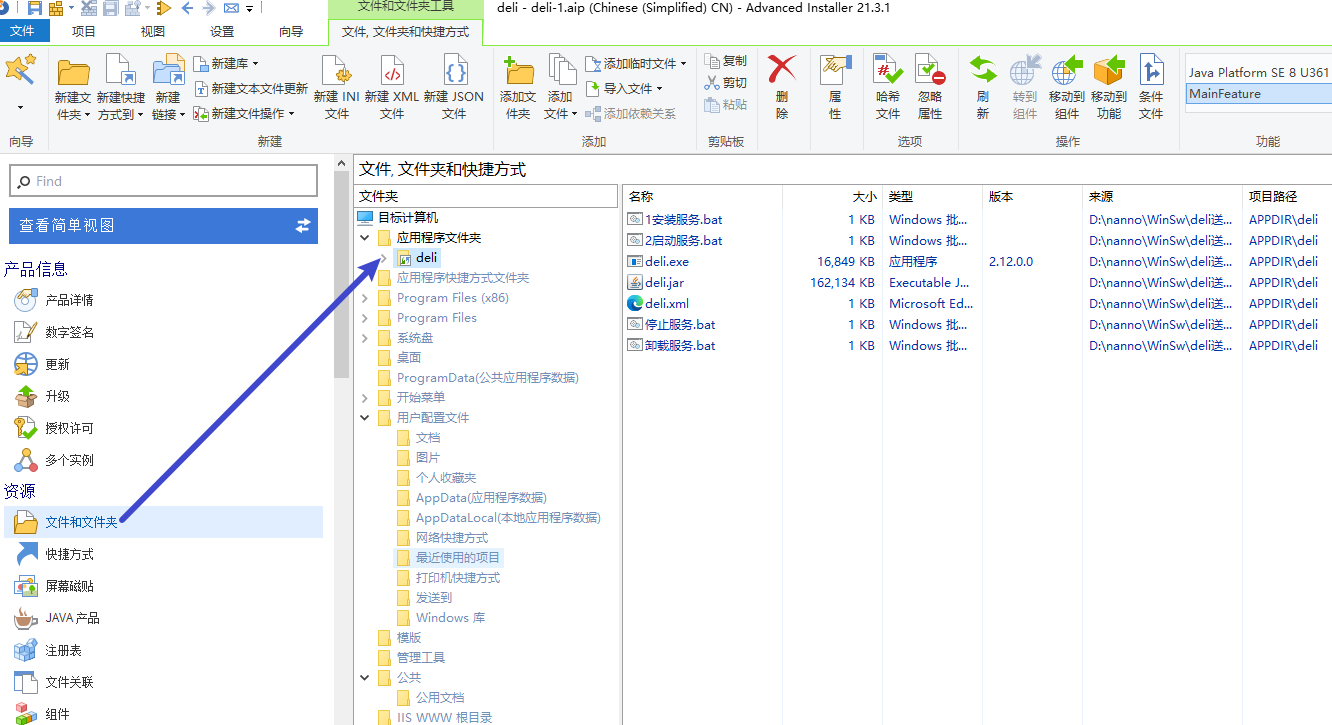 文件和文件夹工具
deli - deli-1.aip (Chinese (Simplified) CN) - Advanced Installer 21.3.1
文件
项目
视图
设置
向导
文件, 文件夹和快捷方式
向导
新建文件夹
新建快捷方式到
新建链接
新建库
新建文本文件更新
新建文件操作
新建 INI 文件
新建 XML 文件
新建 JSON 文件
新建
添加文件夹
添加文件
添加临时文件
导入文件
添加依赖关系
添加
复制
剪切
粘贴
剪贴板
删除
属性
哈希文件
忽略属性
选项
刷新
转到组件
移动到组件
移动到功能
条件文件
操作
Java Platform SE 8 U361
MainFeature
功能
Find
查看简单视图
产品信息
产品详情
数字签名
更新
升级
授权许可
多个实例
资源
文件和文件夹
快捷方式
屏幕磁贴
JAVA 产品
注册表
文件关联
组件
文件, 文件夹和快捷方式
文件夹
目标计算机
应用程序文件夹
deli
应用程序快捷方式文件夹
Program Files (x86)
Program Files
系统盘
桌面
ProgramData(公共应用程序数据)
开始菜单
用户配置文件
文档
图片
个人收藏夹
AppData(应用程序数据)
AppDataLocal(本地应用程序数据)
网络快捷方式
最近使用的项目
打印机快捷方式
发送到
Windows 库
模版
管理工具
公共
公用文档
IIS WWW 根目录
名称 大小 类型 版本 来源 项目路径
1安装服务.bat 1 KB Windows 批... D:\nanno\WinSw\deli送... APPDIR\deli
2启动服务.bat 1 KB Windows 批... D:\nanno\WinSw\deli送... APPDIR\deli
deli.exe 16,849 KB 应用程序 2.12.0.0 D:\nanno\WinSw\deli送... APPDIR\deli
deli.jar 162,134 KB Executable J... D:\nanno\WinSw\deli送... APPDIR\deli
deli.xml 1 KB Microsoft Ed... D:\nanno\WinSw\deli送... APPDIR\deli
停止服务.bat 1 KB Windows 批... D:\nanno\WinSw\deli送... APPDIR\deli
卸载服务.bat 1 KB Windows 批... D:\nanno\WinSw\deli送... APPDIR\deli